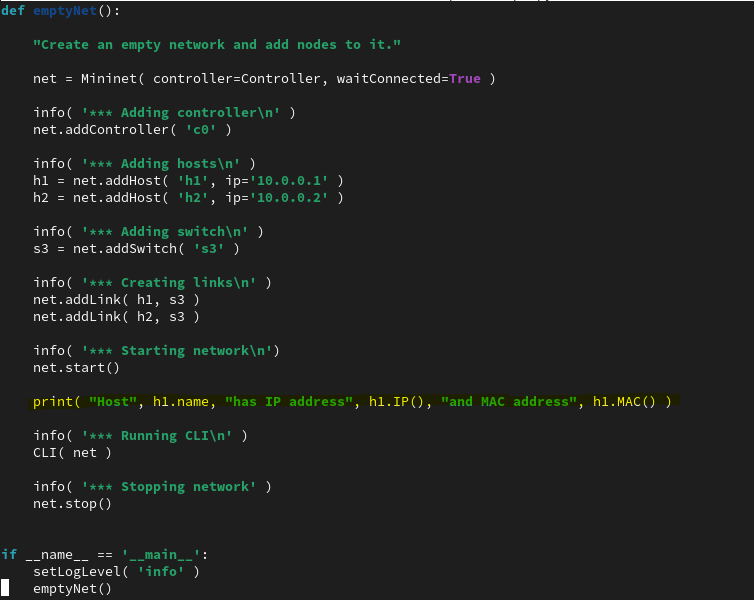 def emptyNet():
    "Create an empty network and add nodes to it."
    net = Mininet( controller=Controller, waitConnected=True )
    info( '*** Adding controller\n' )
    net.addController( 'c0' )
    info( '*** Adding hosts\n' )
    h1 = net.addHost( 'h1', ip='10.0.0.1' )
    h2 = net.addHost( 'h2', ip='10.0.0.2' )
    info( '*** Adding switch\n' )
    s3 = net.addSwitch( 's3' )
    info( '*** Creating links\n' )
    net.addLink( h1, s3 )
    net.addLink( h2, s3 )
    info( '*** Starting network\n')
    net.start()
    print( "Host", h1.name, "has IP address", h1.IP(), "and MAC address", h1.MAC() )
    info( '*** Running CLI\n' )
    CLI( net )
    info( '*** Stopping network' )
    net.stop()
if __name__ == '__main__':
    setLogLevel( 'info' )
    emptyNet()